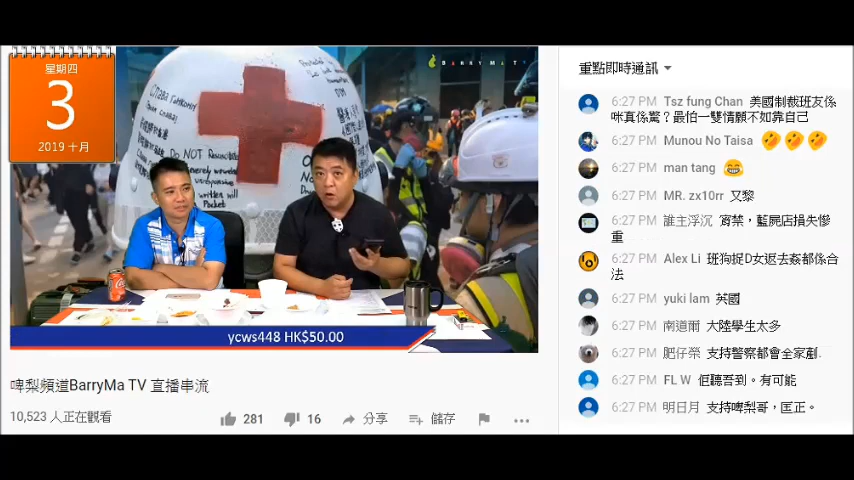 星期四
3
2019 十月
BARRYMA TV
Do NOT
written will
Pocket
ycws448 HK$50.00
啤梨頻道BarryMa TV 直播串流
10,523 人正在觀看
281
16
分享
儲存
重點即時通訊
6:27 PM Tsz fung Chan 美國制裁班友係
咪真係驚？最怕一雙情願不如靠自己
6:27 PM Munou No Taisa
6:27 PM man tang
6:27 PM MR. zx10rr 又黎
6:27 PM 誰主浮沉 宵禁，藍屍店損失慘
重
6:27 PM Alex Li 班狗捉D女返去姦都係合
法
6:27 PM yuki lam 英國
6:27 PM 南道爾 大陸學生太多
6:27 PM 肥仔榮 支持警察都會全家剷.
6:27 PM FL W 佢聽吾到。有可能
6:27 PM 明日月 支持啤梨哥，匡正。